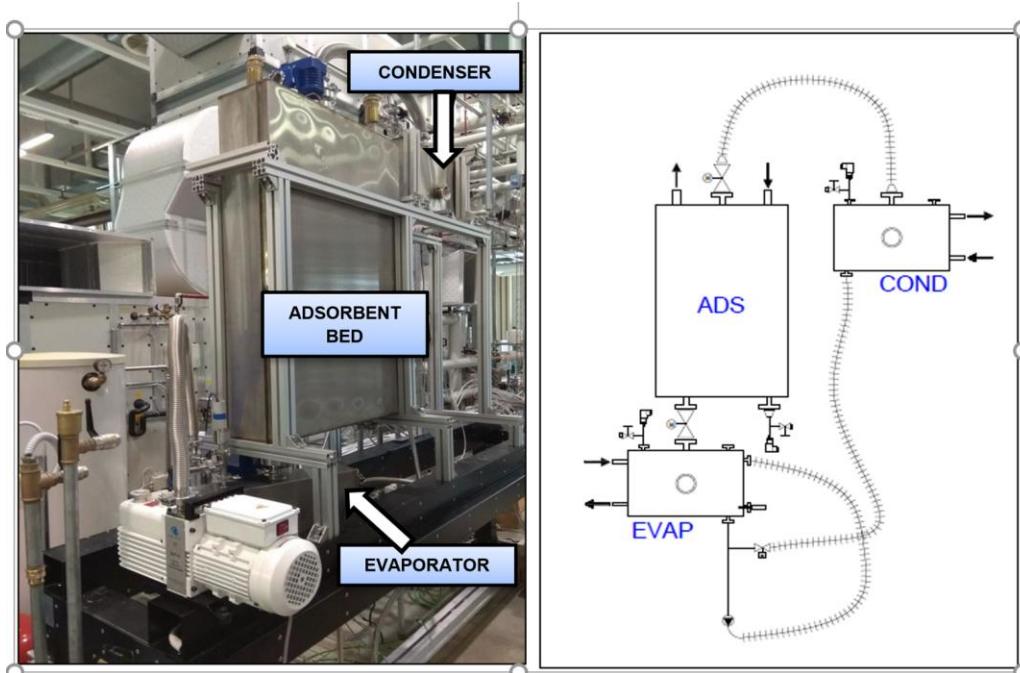 CONDENSER
ADSORBENT
BED
EVAPORATOR
ADS
COND
EVAP